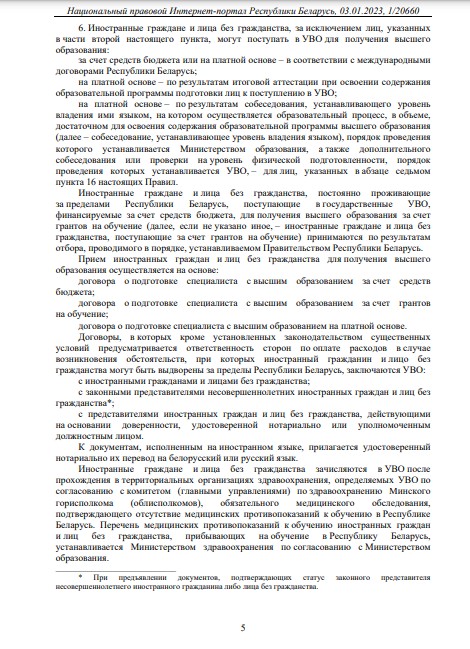 Национальный правовой Интернет-портал Республики Беларусь, 03.01.2023, 1/20660
6. Иностранные граждане и лица без гражданства, за исключением лиц, указанных
в части второй настоящего пункта, могут поступать в УВО для получения высшего
образования:
за счет средств бюджета или на платной основе – в соответствии с международными
договорами Республики Беларусь;
на платной основе – по результатам итоговой аттестации при освоении содержания
образовательной программы подготовки лиц к поступлению в УВО;
на платной основе – по результатам собеседования, устанавливающего уровень
владения ими языком, на котором осуществляется образовательный процесс, в объеме,
достаточном для освоения содержания образовательной программы высшего образования
(далее – собеседование, устанавливающее уровень владения языком), порядок проведения
которого устанавливается Министерством образования, а также дополнительного
собеседования или проверки на уровень физической подготовленности, порядок
проведения которых устанавливается УВО, – для лиц, указанных в абзаце седьмом
пункта 16 настоящих Правил.
Иностранные граждане и лица без гражданства, постоянно проживающие
за пределами Республики Беларусь, поступающие в государственные УВО,
финансируемые за счет средств бюджета, для получения высшего образования за счет
грантов на обучение (далее, если не указано иное, – иностранные граждане и лица без
гражданства, поступающие за счет грантов на обучение) принимаются по результатам
отбора, проводимого в порядке, устанавливаемом Правительством Республики Беларусь.
Прием иностранных граждан и лиц без гражданства для получения высшего
образования осуществляется на основе:
договора о подготовке специалиста с высшим образованием за счет средств
бюджета;
договора о подготовке специалиста с высшим образованием за счет грантов
на обучение;
договора о подготовке специалиста с высшим образованием на платной основе.
Договоры, в которых кроме установленных законодательством существенных
условий предусматривается ответственность сторон по оплате расходов в случае
возникновения обстоятельств, при которых иностранный гражданин и лицо без
гражданства могут быть выдворены за пределы Республики Беларусь, заключаются УВО:
с иностранными гражданами и лицами без гражданства;
с законными представителями несовершеннолетних иностранных граждан и лиц без
гражданства*;
с представителями иностранных граждан и лиц без гражданства, действующими
на основании доверенности, удостоверенной нотариально или уполномоченным
должностным лицом.
К документам, исполненным на иностранном языке, прилагается удостоверенный
нотариально их перевод на белорусский или русский язык.
Иностранные граждане и лица без гражданства зачисляются в УВО после
прохождения в территориальных организациях здравоохранения, определяемых УВО по
согласованию с комитетом (главными управлениями) по здравоохранению Минского
горисполкома (облисполкомов), обязательного медицинского обследования,
подтверждающего отсутствие медицинских противопоказаний к обучению в Республике
Беларусь. Перечень медицинских противопоказаний к обучению иностранных граждан
и лиц без гражданства, прибывающих на обучение в Республику Беларусь,
устанавливается Министерством здравоохранения по согласованию с Министерством
образования.
* При предъявлении документов, подтверждающих статус законного представителя
несовершеннолетнего иностранного гражданина либо лица без гражданства.
5